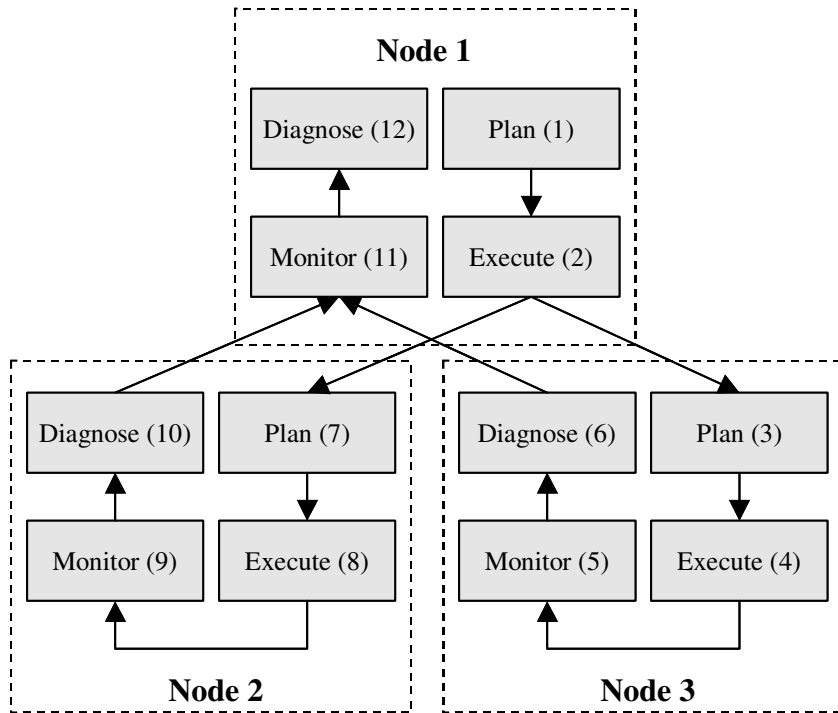 Node 1
Diagnose (12)
Plan (1)
Monitor (11)
Execute (2)
Diagnose (10)
Plan (7)
Monitor (9)
Execute (8)
Node 2
Diagnose (6)
Plan (3)
Monitor (5)
Execute (4)
Node 3